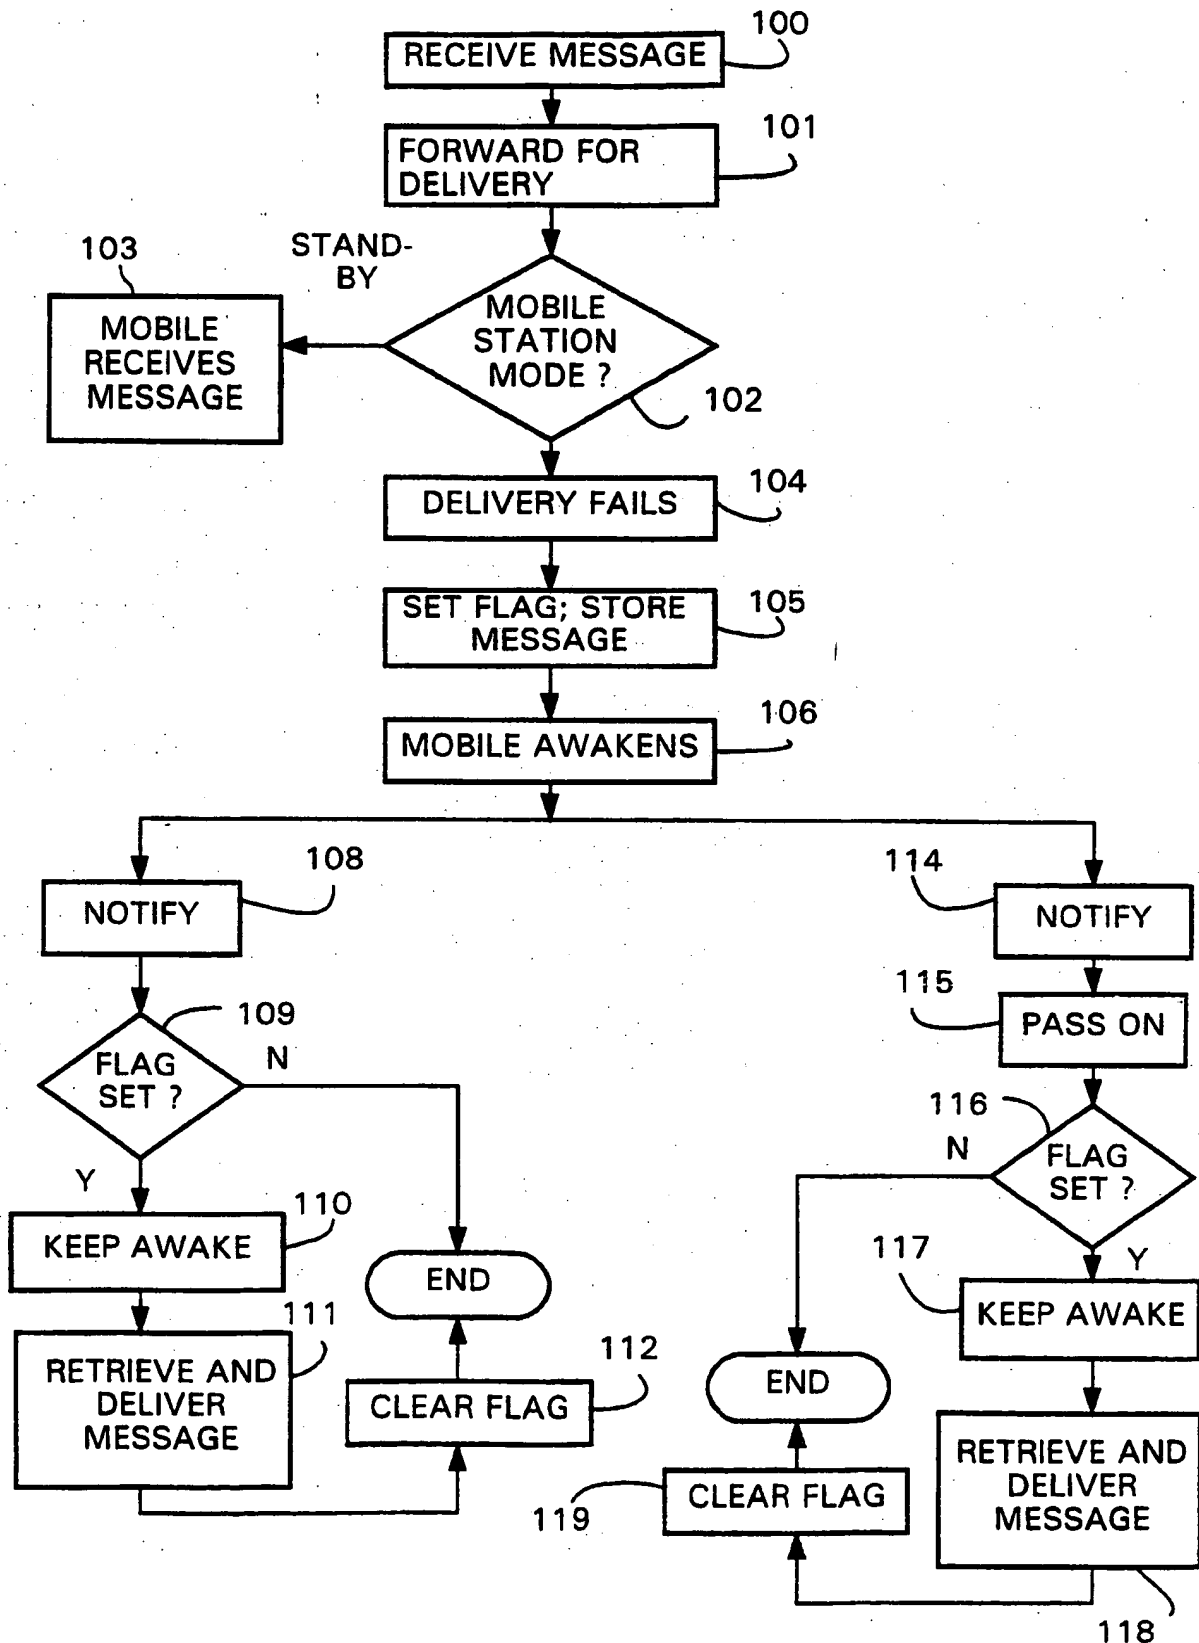 100
RECEIVE MESSAGE
101
FORWARD FOR
DELIVERY
103
STAND-
BY
MOBILE
RECEIVES
MESSAGE
MOBILE
STATION
MODE ?
102
104
DELIVERY FAILS
105
SET FLAG; STORE
MESSAGE
106
MOBILE AWAKENS
108
NOTIFY
109
FLAG
SET ?
N
Y
110
KEEP AWAKE
111
RETRIEVE AND
DELIVER
MESSAGE
END
112
CLEAR FLAG
114
NOTIFY
115
PASS ON
116
N
FLAG
SET ?
Y
117
KEEP AWAKE
RETRIEVE AND
DELIVER
MESSAGE
118
END
CLEAR FLAG
119